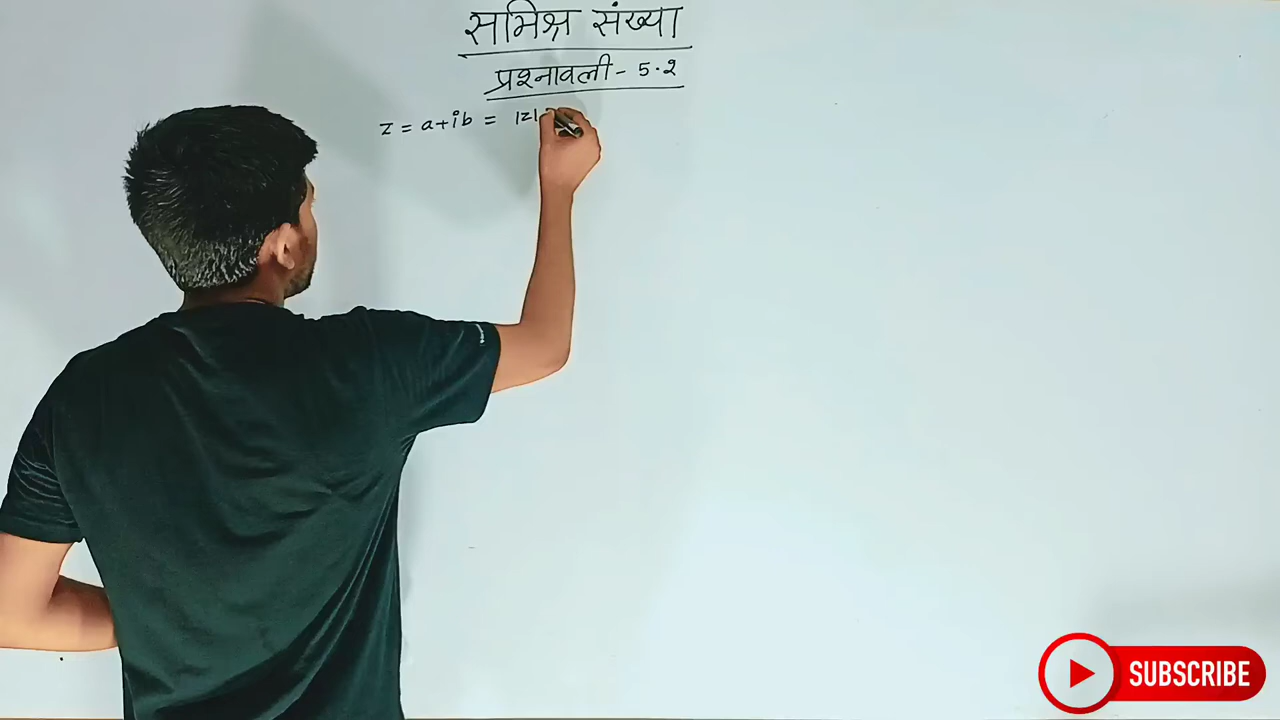 समिश्र संख्या
प्रश्नावली - 5.2
z = a+ib = |z|
SUBSCRIBE